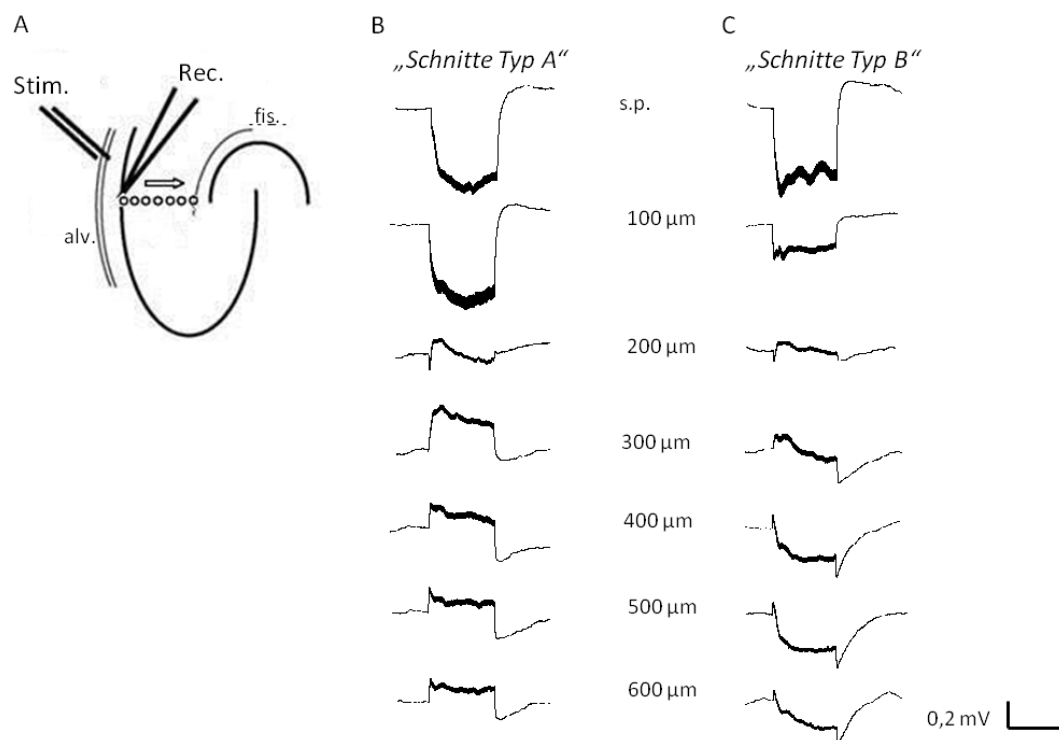 A
Stim.
Rec.
fis.
alv.
B
„Schnitte Typ A“
C
„Schnitte Typ B“
s.p.
100 µm
200 µm
300 µm
400 µm
500 µm
600 µm
0,2 mV